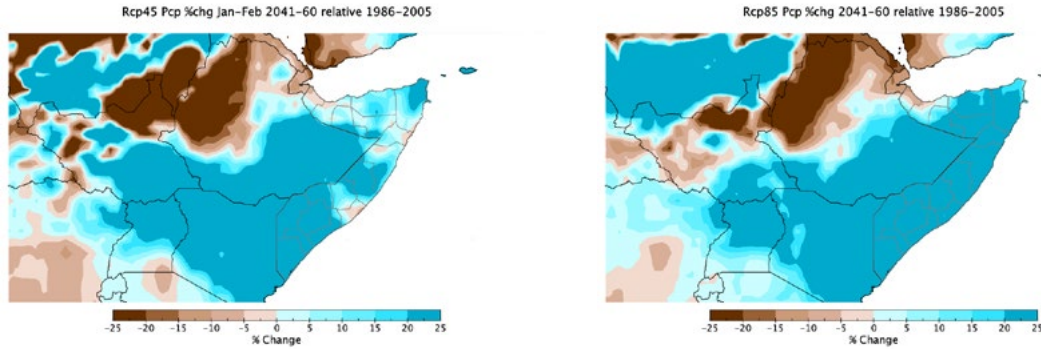 Rcp45 Pcp %chg Jan-Feb 2041-60 relative 1986-2005
-25 -20 -15 -10 -5 0 5 10 15 20 25
% Change
Rcp85 Pcp %chg 2041-60 relative 1986-2005
-25 -20 -15 -10 -5 0 5 10 15 20 25
% Change